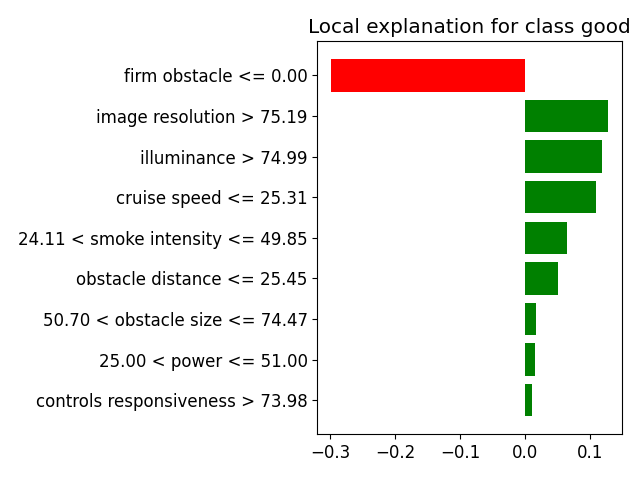 Local explanation for class good
firm obstacle <= 0.00
image resolution > 75.19
illuminance > 74.99
cruise speed <= 25.31
24.11 < smoke intensity <= 49.85
obstacle distance <= 25.45
50.70 < obstacle size <= 74.47
25.00 < power <= 51.00
controls responsiveness > 73.98
−0.3 −0.2 −0.1 0.0 0.1